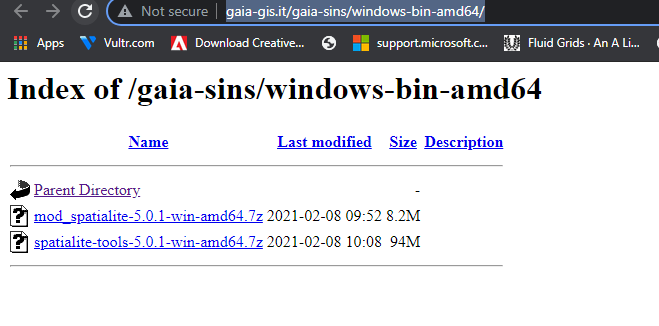 Not secure | gaia-gis.it/gaia-sins/windows-bin-amd64/
Apps Vultr.com Download Creative... support.microsoft.c... Fluid Grids · An A Li...
Index of /gaia-sins/windows-bin-amd64
Name Last modified Size Description
Parent Directory -
mod_spatialite-5.0.1-win-amd64.7z 2021-02-08 09:52 8.2M
spatialite-tools-5.0.1-win-amd64.7z 2021-02-08 10:08 94M